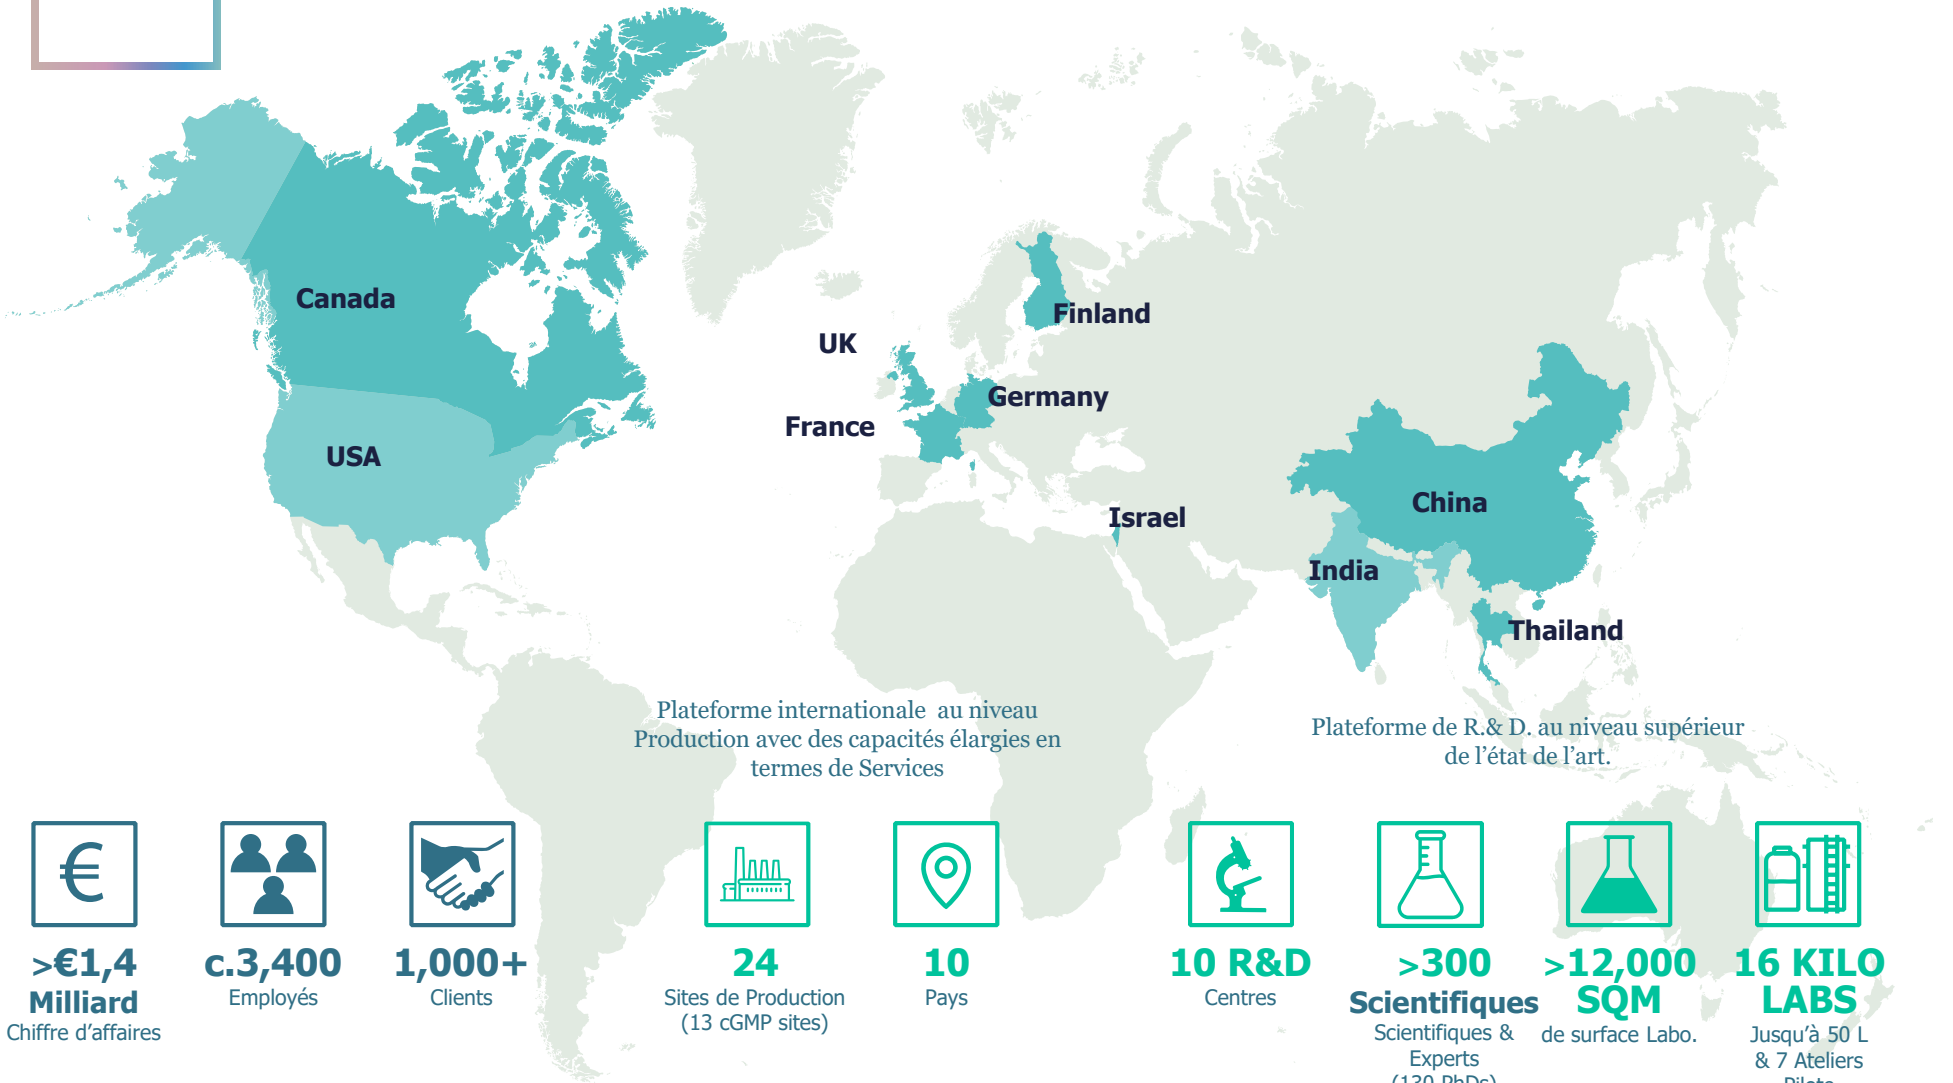 Canada
Finland
UK
Germany
France
USA
China
Israel
India
Thailand
Plateforme internationale au niveau
Production avec des capacités élargies en
termes de Services
Plateforme de R.& D. au niveau supérieur
de l’état de l’art.
€
>€1,4
Milliard
Chiffre d’affaires
c.3,400
Employés
1,000+
Clients
24
Sites de Production
(13 cGMP sites)
10
Pays
10 R&D
Centres
>300
Scientifiques
Scientifiques &
Experts
(130 PhDs)
>12,000
SQM
de surface Labo.
16 KILO
LABS
Jusqu’à 50 L
& 7 Ateliers
Pilote